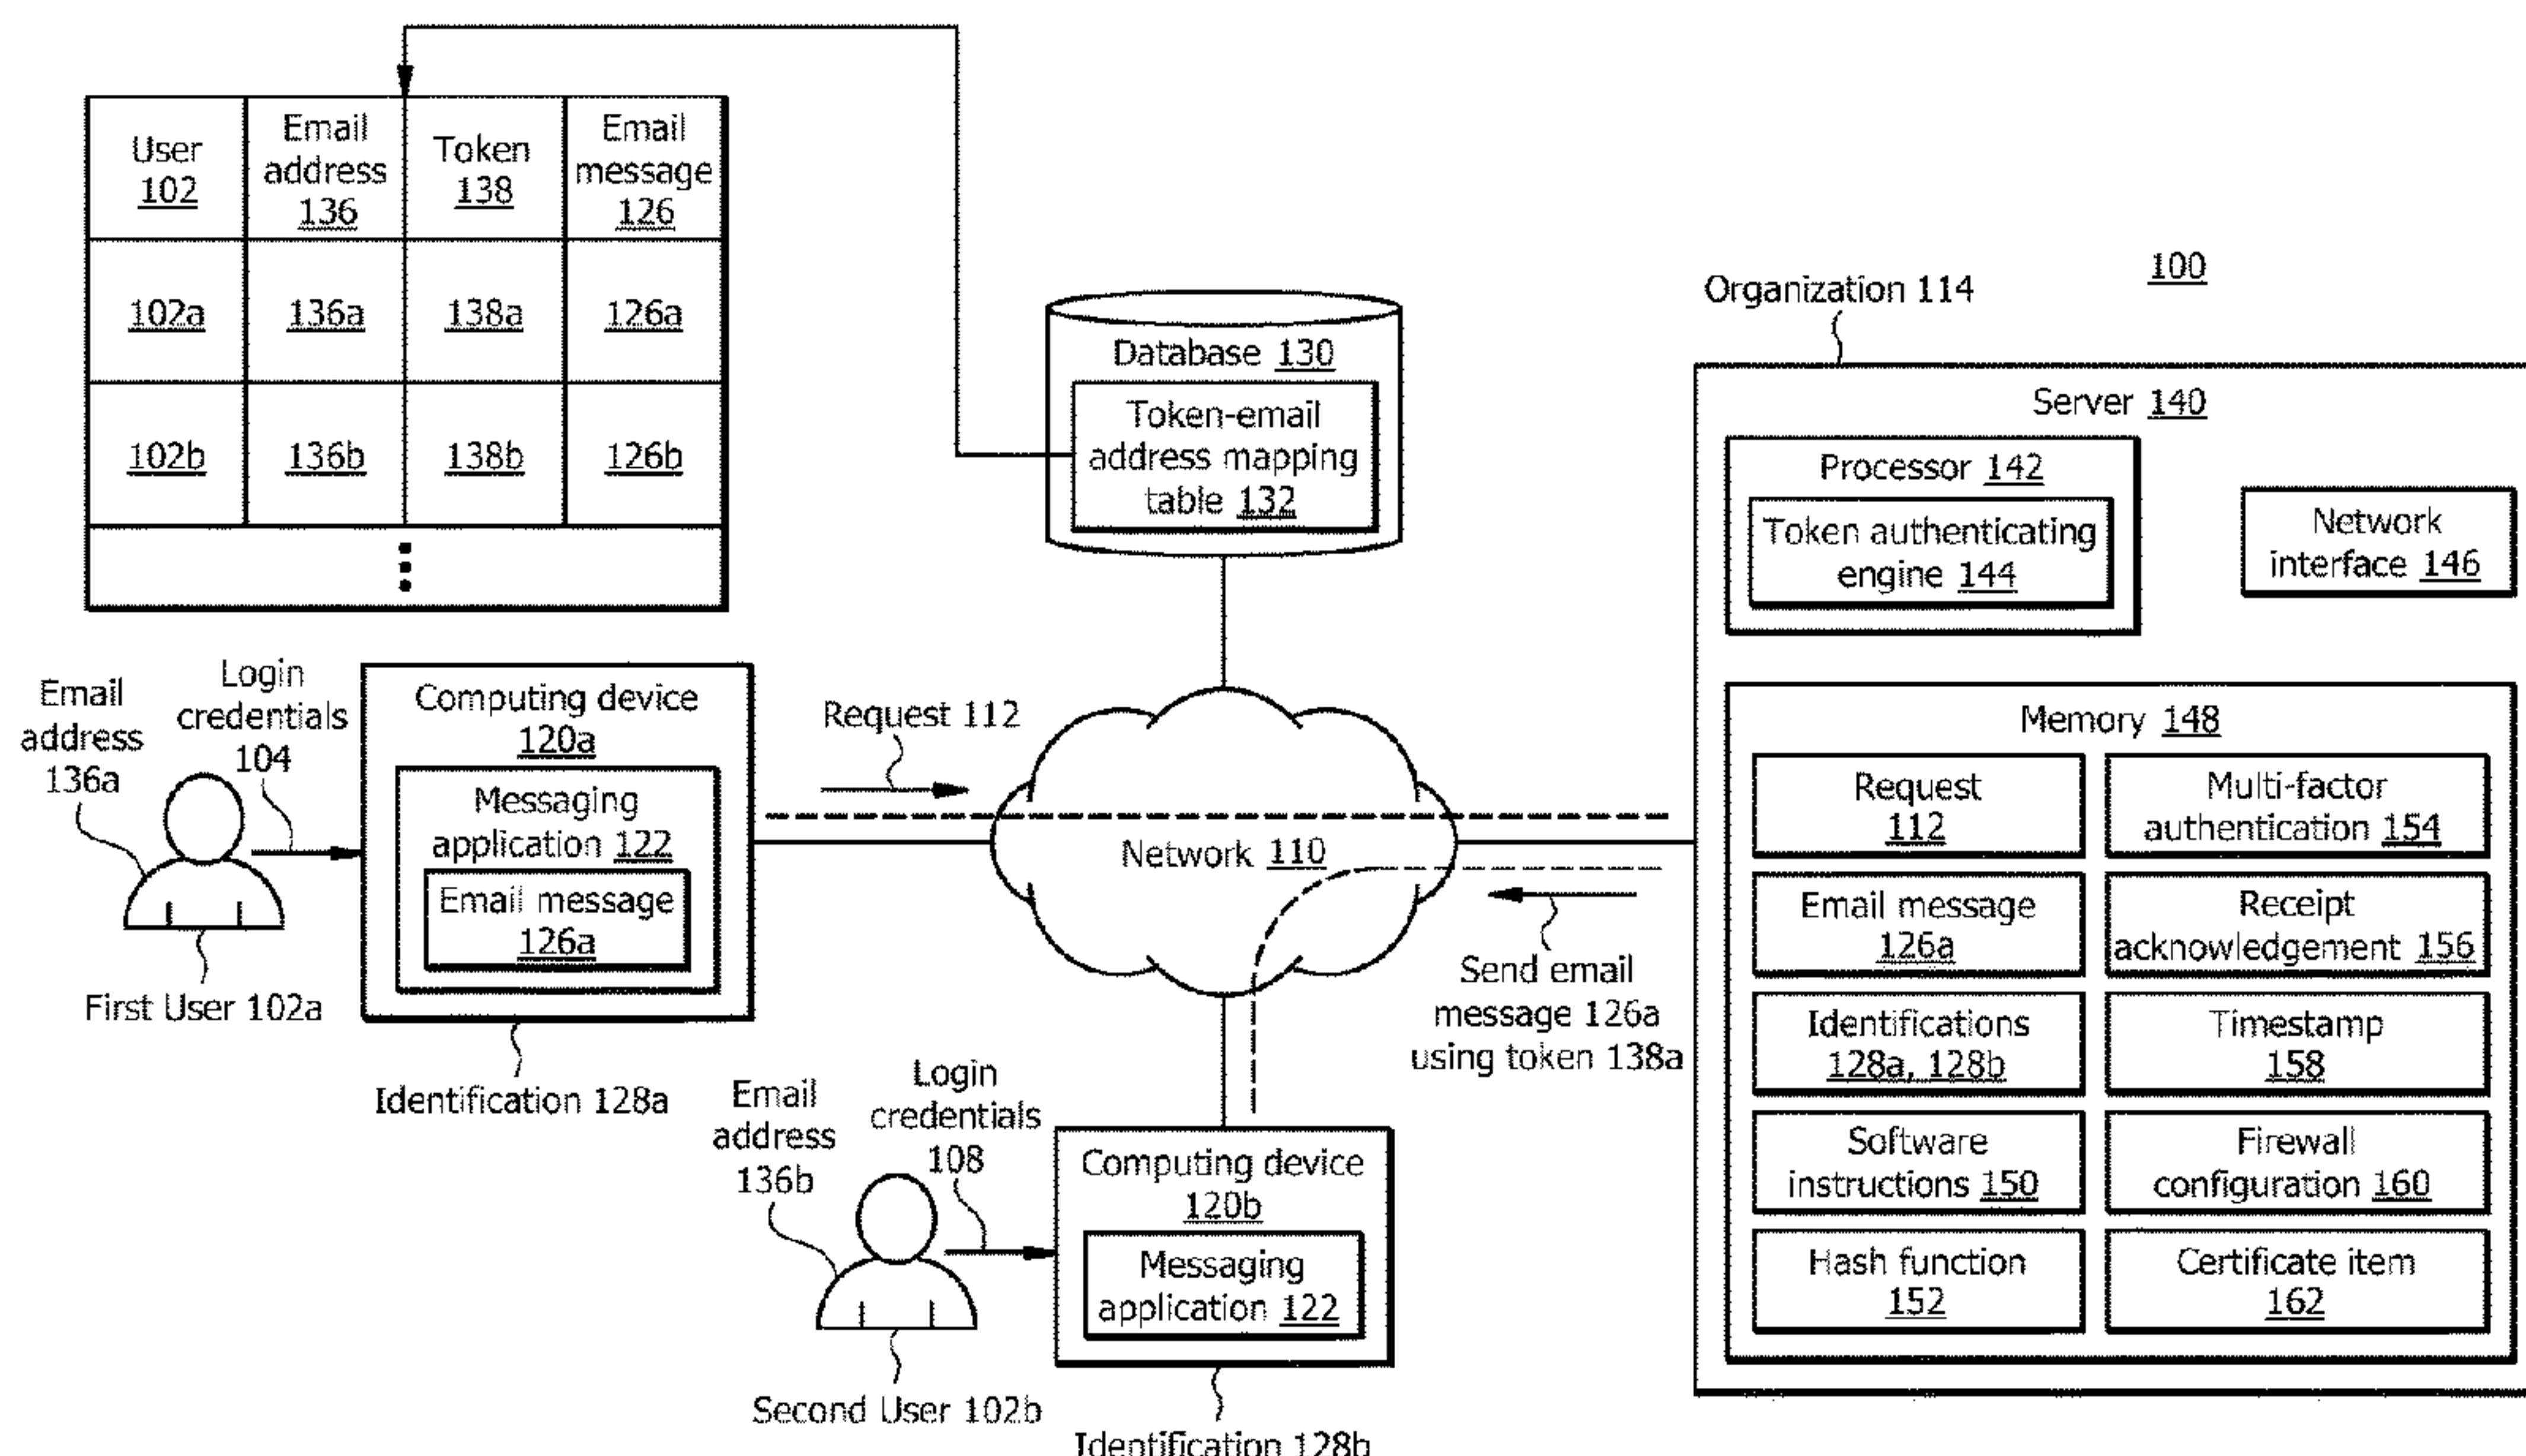 User
102
Email
address
136
Token
138
Email
message
126
102a
136a
138a
126a
102b
136b
138b
126b
Database 130
Token-email
address mapping
table 132
100
Organization 114
Server 140
Processor 142
Token authenticating
engine 144
Network
interface 146
Memory 148
Request
112
Multi-factor
authentication 154
Email message
126a
Receipt
acknowledgement 156
Identifications
128a, 128b
Timestamp
158
Software
instructions 150
Firewall
configuration 160
Hash function
152
Certificate item
162
Email
address
136a
Login
credentials
104
First User 102a
Computing device
120a
Messaging
application 122
Email message
126a
Identification 128a
Request 112
Network 110
Send email
message 126a
using token 138a
Email
address
136b
Login
credentials
108
Second User 102b
Computing device
120b
Messaging
application 122
Identification 128b